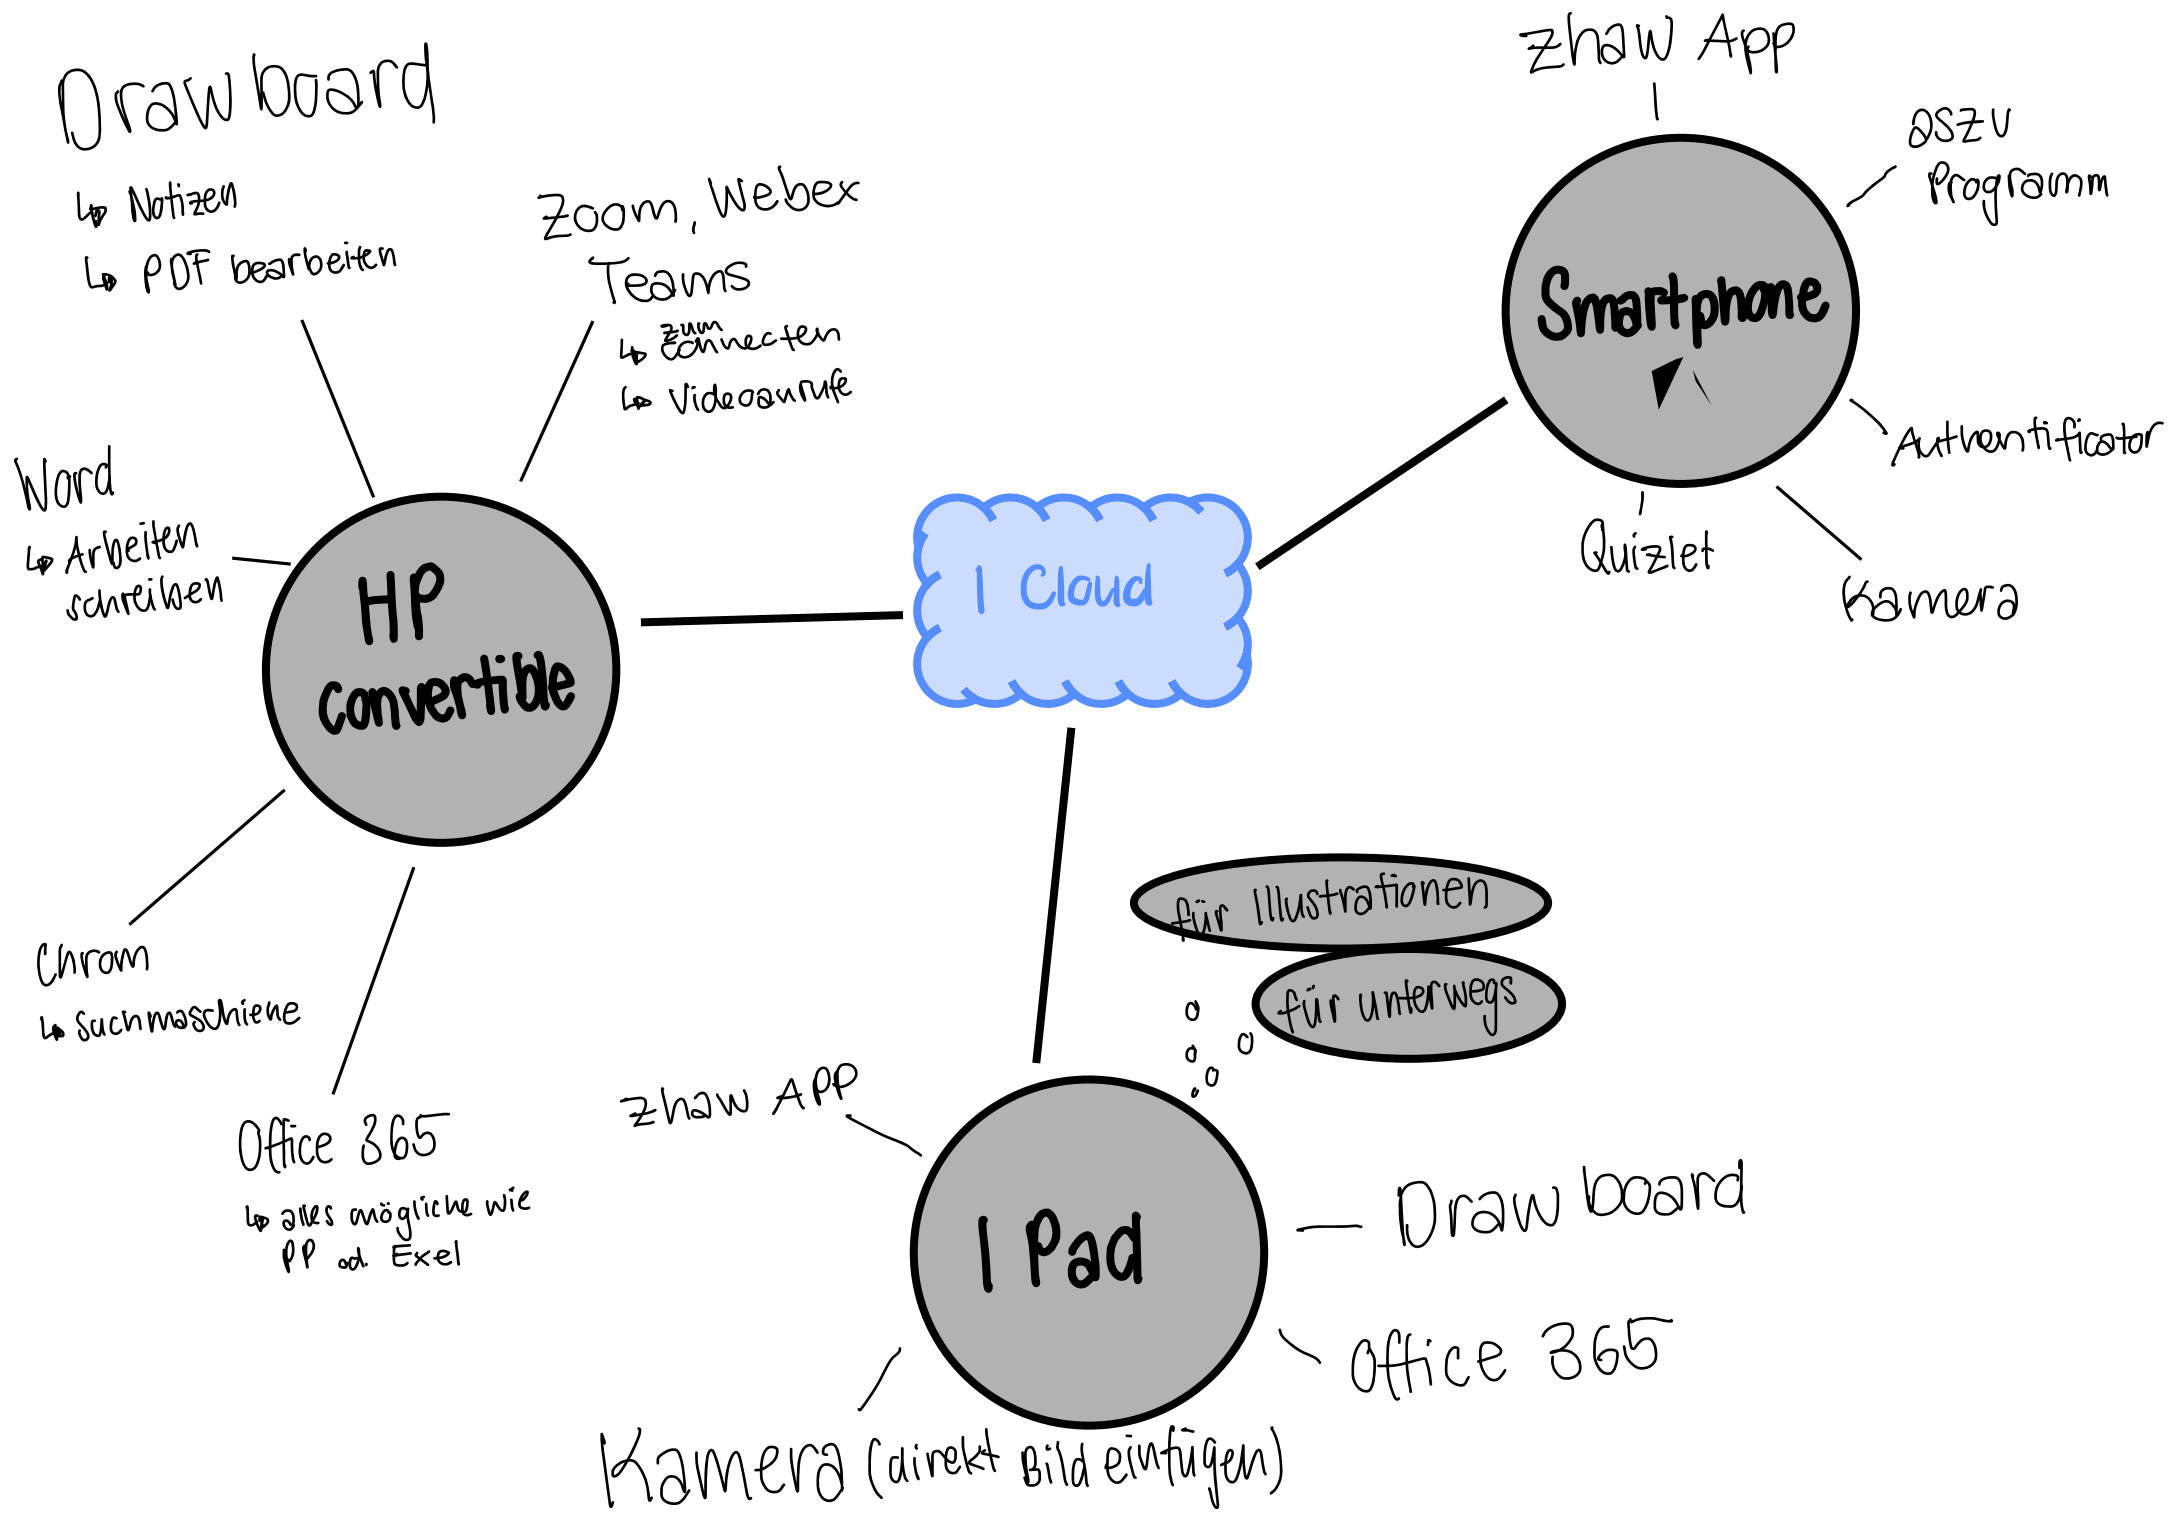 Drawboard
↳ Notizen
↳ PDF bearbeiten
Zoom, Webex
Teams
↳ zum connecten
↳ Videoanrufe
Word
↳ Arbeiten
schreiben
HP
convertible
Chrom
↳ Suchmaschiene
Office 365
↳ alles mögliche wie
PP od. Exel
I Cloud
zhaw App
aszv
Programm
Smartphone
Authentificator
Quizlet
Kamera
für Illustrationen
für unterwegs
zhaw APP
I Pad
Drawboard
Office 365
Kamera (direkt Bild einfügen)